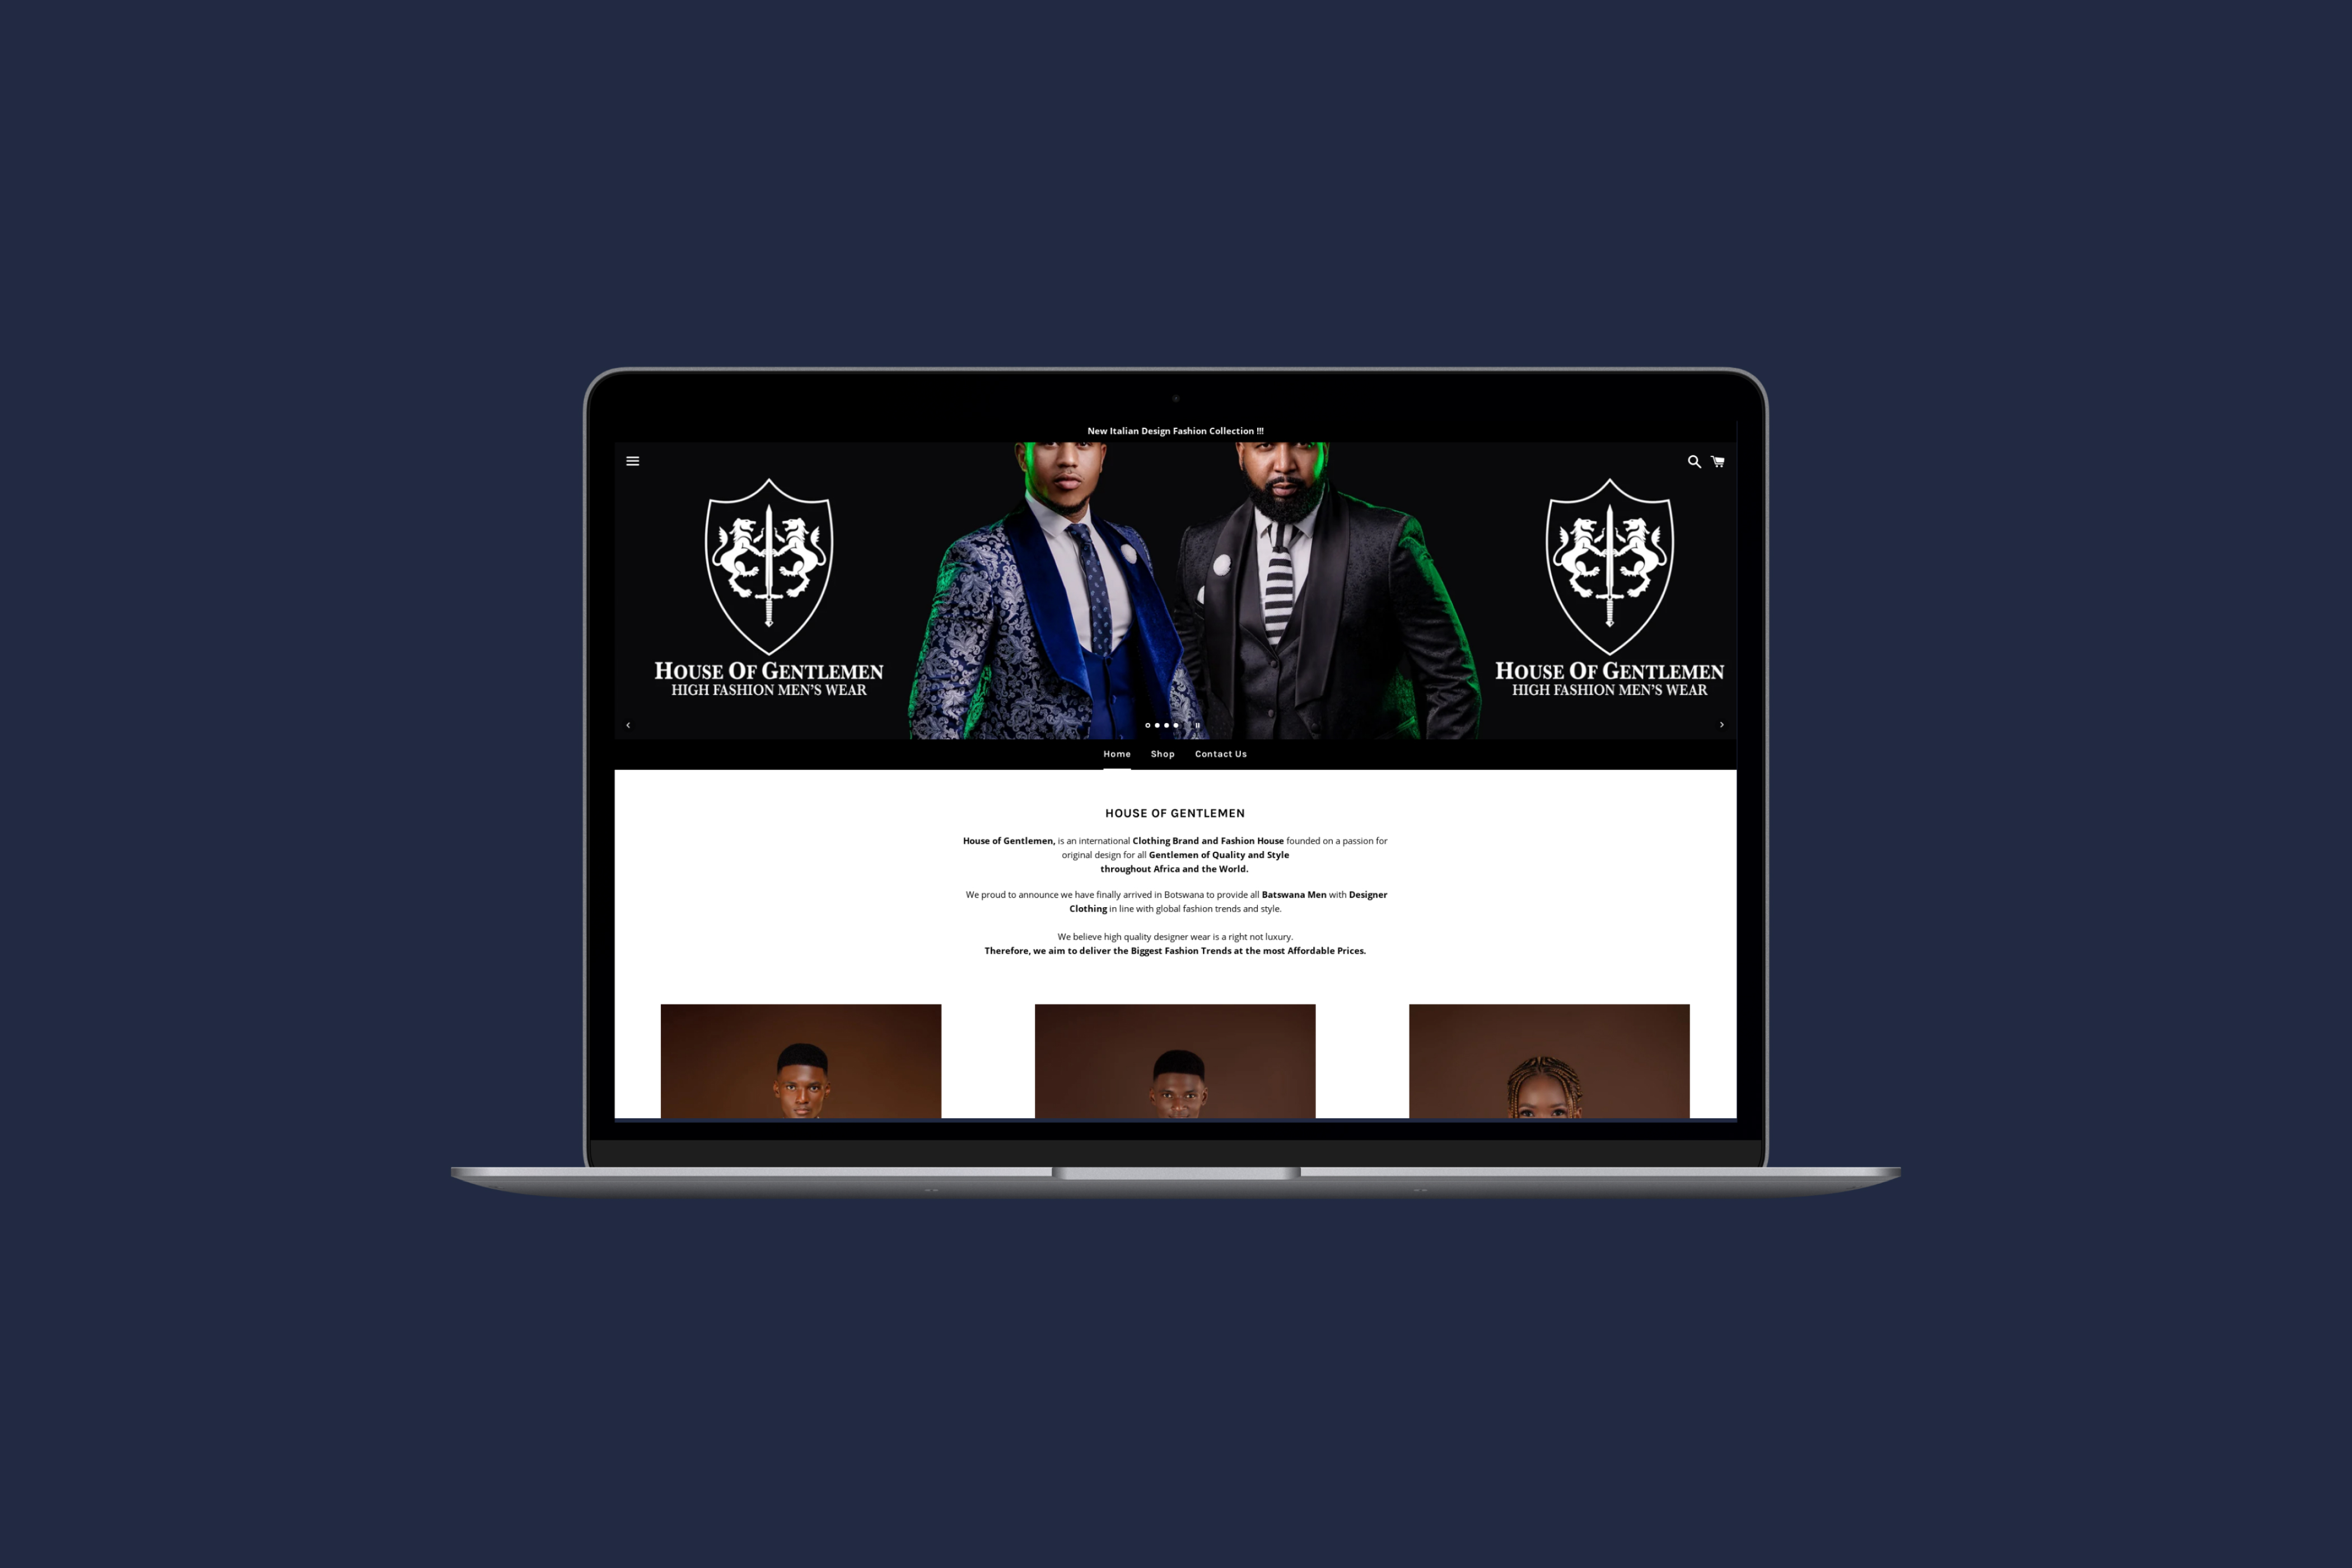 New Italian Design Fashion Collection !!!
HOUSE OF GENTLEMEN
HIGH FASHION MEN'S WEAR
HOUSE OF GENTLEMEN
HIGH FASHION MEN'S WEAR
Home Shop Contact Us
HOUSE OF GENTLEMEN
House of Gentlemen, is an international Clothing Brand and Fashion House founded on a passion for
original design for all Gentlemen of Quality and Style
throughout Africa and the World.
We proud to announce we have finally arrived in Botswana to provide all Batswana Men with Designer
Clothing in line with global fashion trends and style.
We believe high quality designer wear is a right not luxury.
Therefore, we aim to deliver the Biggest Fashion Trends at the most Affordable Prices.